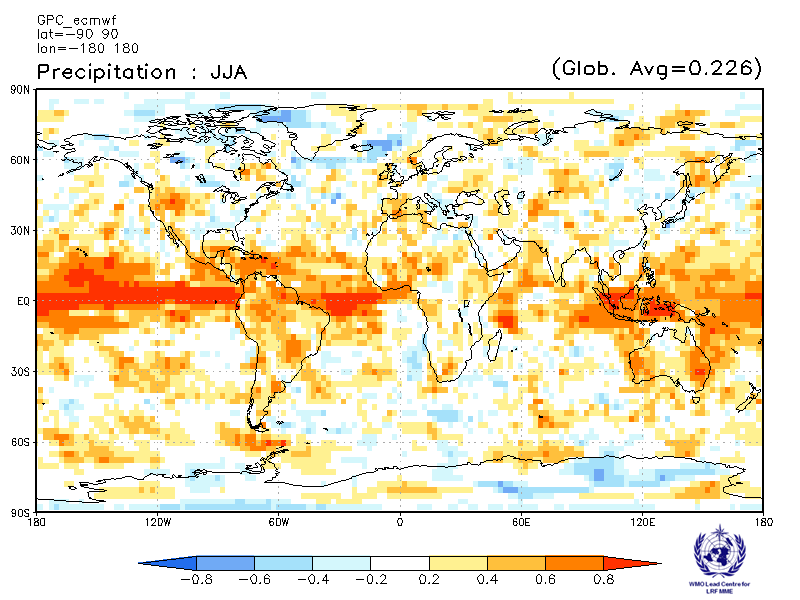 GPC_ecmwf
lat=-90 90
lon=-180 180
Precipitation : JJA
(Glob. Avg=0.226)
90N
60N
30N
EQ
30S
60S
90S
180
120W
60W
0
60E
120E
180
-0.8
-0.6
-0.4
-0.2
0.2
0.4
0.6
0.8
WMO Lead Centre for
LRF MME